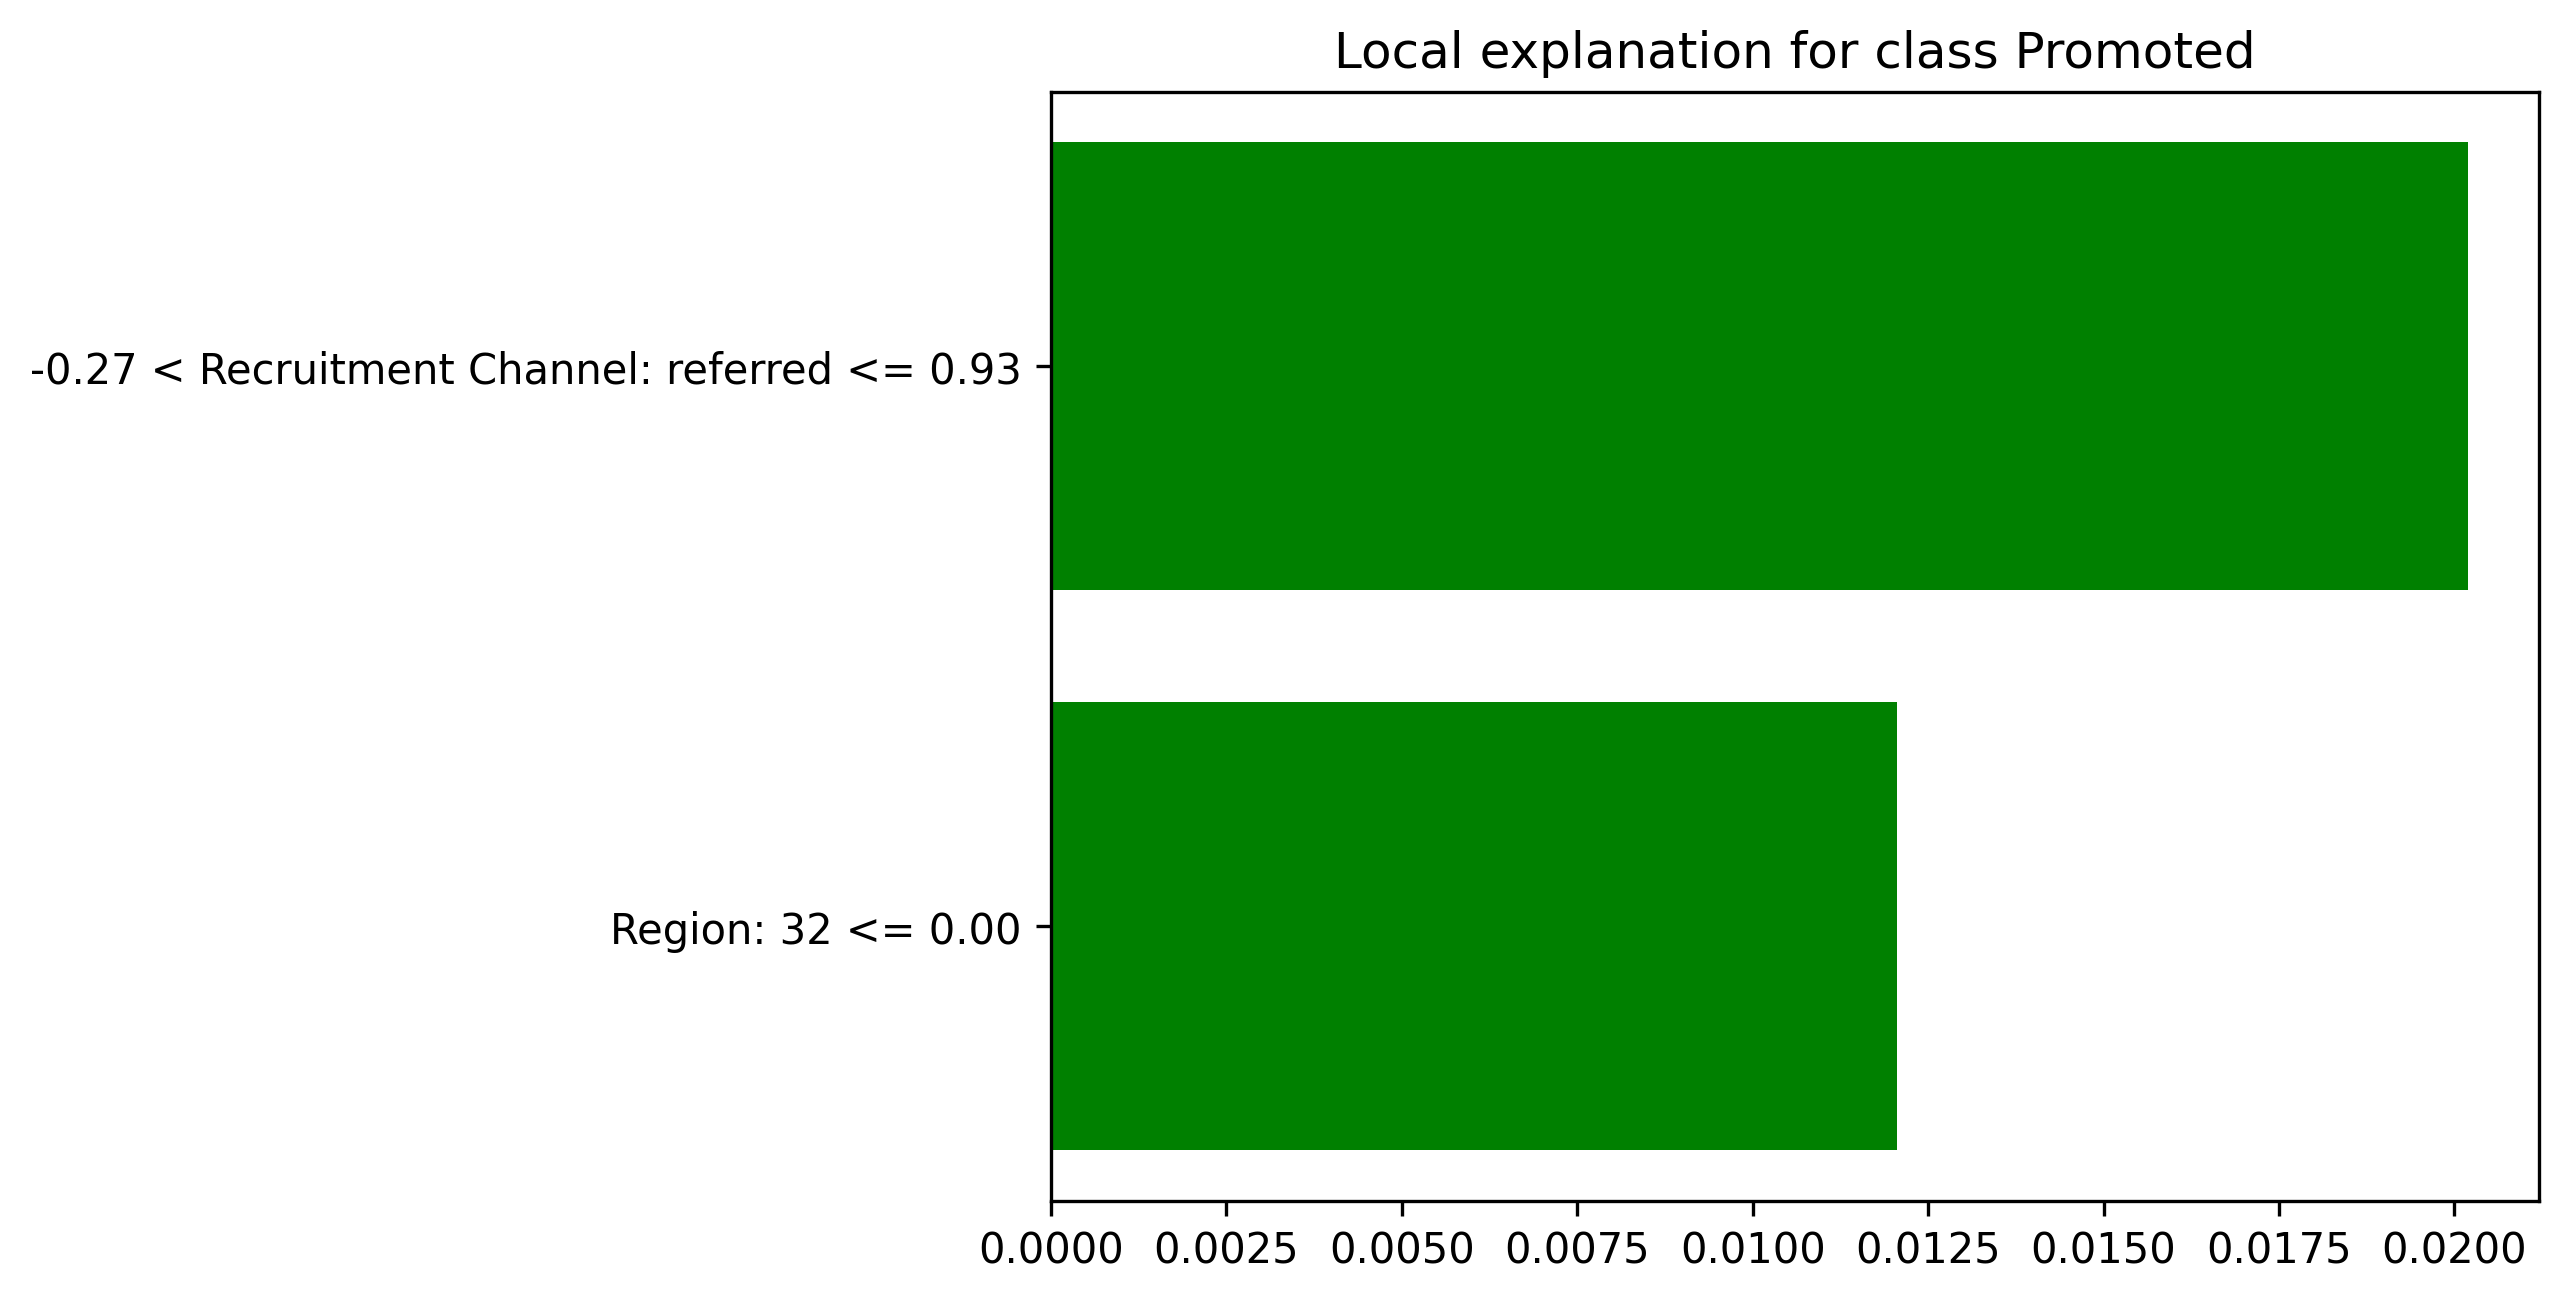 Local explanation for class Promoted
-0.27 < Recruitment Channel: referred <= 0.93
Region: 32 <= 0.00
0.0000 0.0025 0.0050 0.0075 0.0100 0.0125 0.0150 0.0175 0.0200